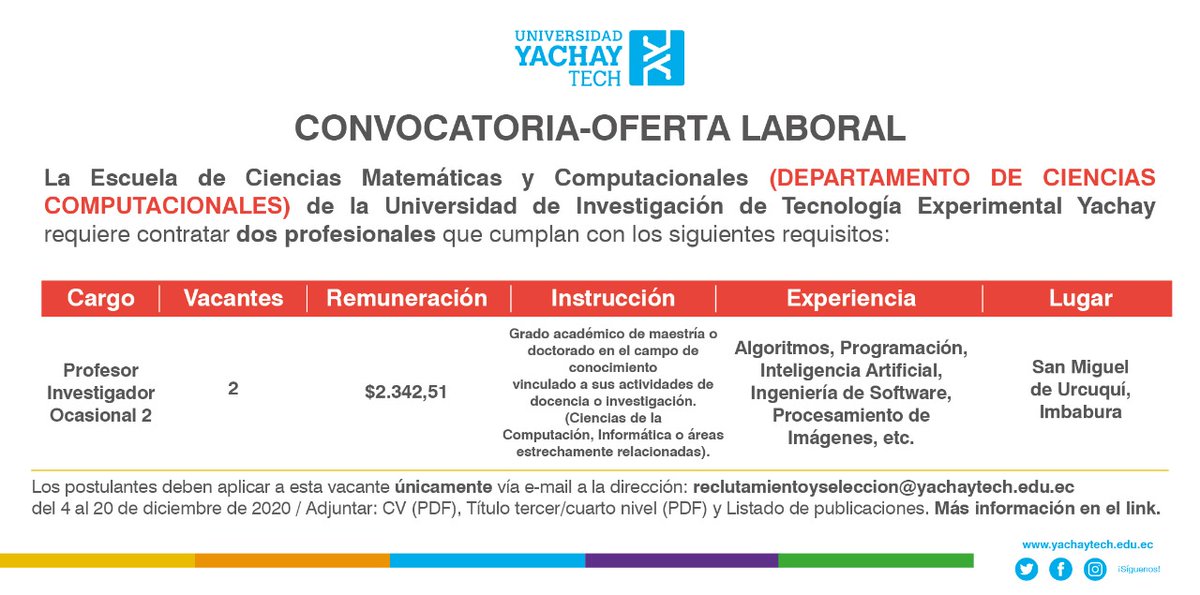 UNIVERSIDAD
YACHAY
TECH
CONVOCATORIA-OFERTA LABORAL
La Escuela de Ciencias Matemáticas y Computacionales (DEPARTAMENTO DE CIENCIAS
COMPUTACIONALES) de la Universidad de Investigación de Tecnología Experimental Yachay
requiere contratar dos profesionales que cumplan con los siguientes requisitos:
Cargo Vacantes Remuneración Instrucción Experiencia Lugar
Profesor
Investigador
Ocasional 2
2
$2.342,51
Grado académico de maestría o
doctorado en el campo de
conocimiento
vinculado a sus actividades de
docencia o investigación.
(Ciencias de la
Computación, Informática o áreas
estrechamente relacionadas).
Algoritmos, Programación,
Inteligencia Artificial,
Ingeniería de Software,
Procesamiento de
Imágenes, etc.
San Miguel
de Urcuquí,
Imbabura
Los postulantes deben aplicar a esta vacante únicamente vía e-mail a la dirección: reclutamientoyseleccion@yachaytech.edu.ec
del 4 al 20 de diciembre de 2020 / Adjuntar: CV (PDF), Título tercer/cuarto nivel (PDF) y Listado de publicaciones. Más información en el link.
www.yachaytech.edu.ec
¡Síguenos!